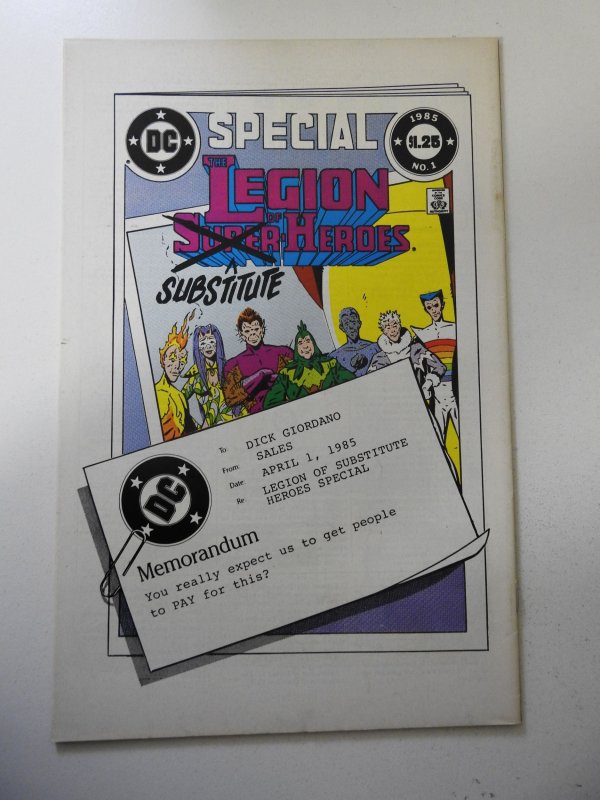 DC
SPECIAL
1985
$1.25
NO. 1
THE
LEGION
OF
SUPER-HEROES.
SUBSTITUTE
To: DICK GIORDANO
From: SALES
Date: APRIL 1, 1985
Re: LEGION OF SUBSTITUTE
HEROES SPECIAL
DC
Memorandum
You really expect us to get people
to PAY for this?